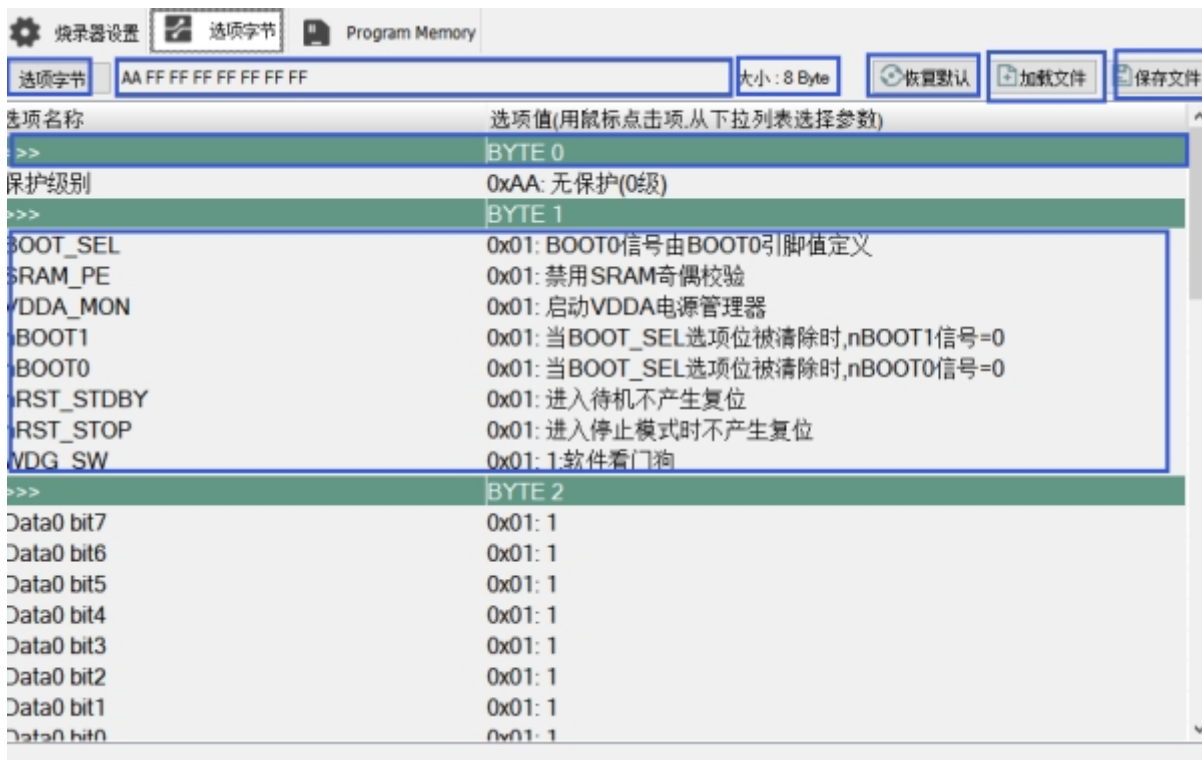 烧录器设置 选项字节 Program Memory
选项字节 AA FF FF FF FF FF FF FF 大小 : 8 Byte 恢复默认 加载文件 保存文件
选项名称 选项值(用鼠标点击项.从下拉列表选择参数)
>>> BYTE 0
保护级别 0xAA: 无保护(0级)
>>> BYTE 1
BOOT_SEL 0x01: BOOT0信号由BOOT0引脚值定义
SRAM_PE 0x01: 禁用SRAM奇偶校验
VDDA_MON 0x01: 启动VDDA电源管理器
nBOOT1 0x01: 当BOOT_SEL选项位被清除时,nBOOT1信号=0
nBOOT0 0x01: 当BOOT_SEL选项位被清除时,nBOOT0信号=0
nRST_STDBY 0x01: 进入待机不产生复位
nRST_STOP 0x01: 进入停止模式时不产生复位
WDG_SW 0x01: 1:软件看门狗
>>> BYTE 2
Data0 bit7 0x01: 1
Data0 bit6 0x01: 1
Data0 bit5 0x01: 1
Data0 bit4 0x01: 1
Data0 bit3 0x01: 1
Data0 bit2 0x01: 1
Data0 bit1 0x01: 1
Data0 bit0 0x01: 1